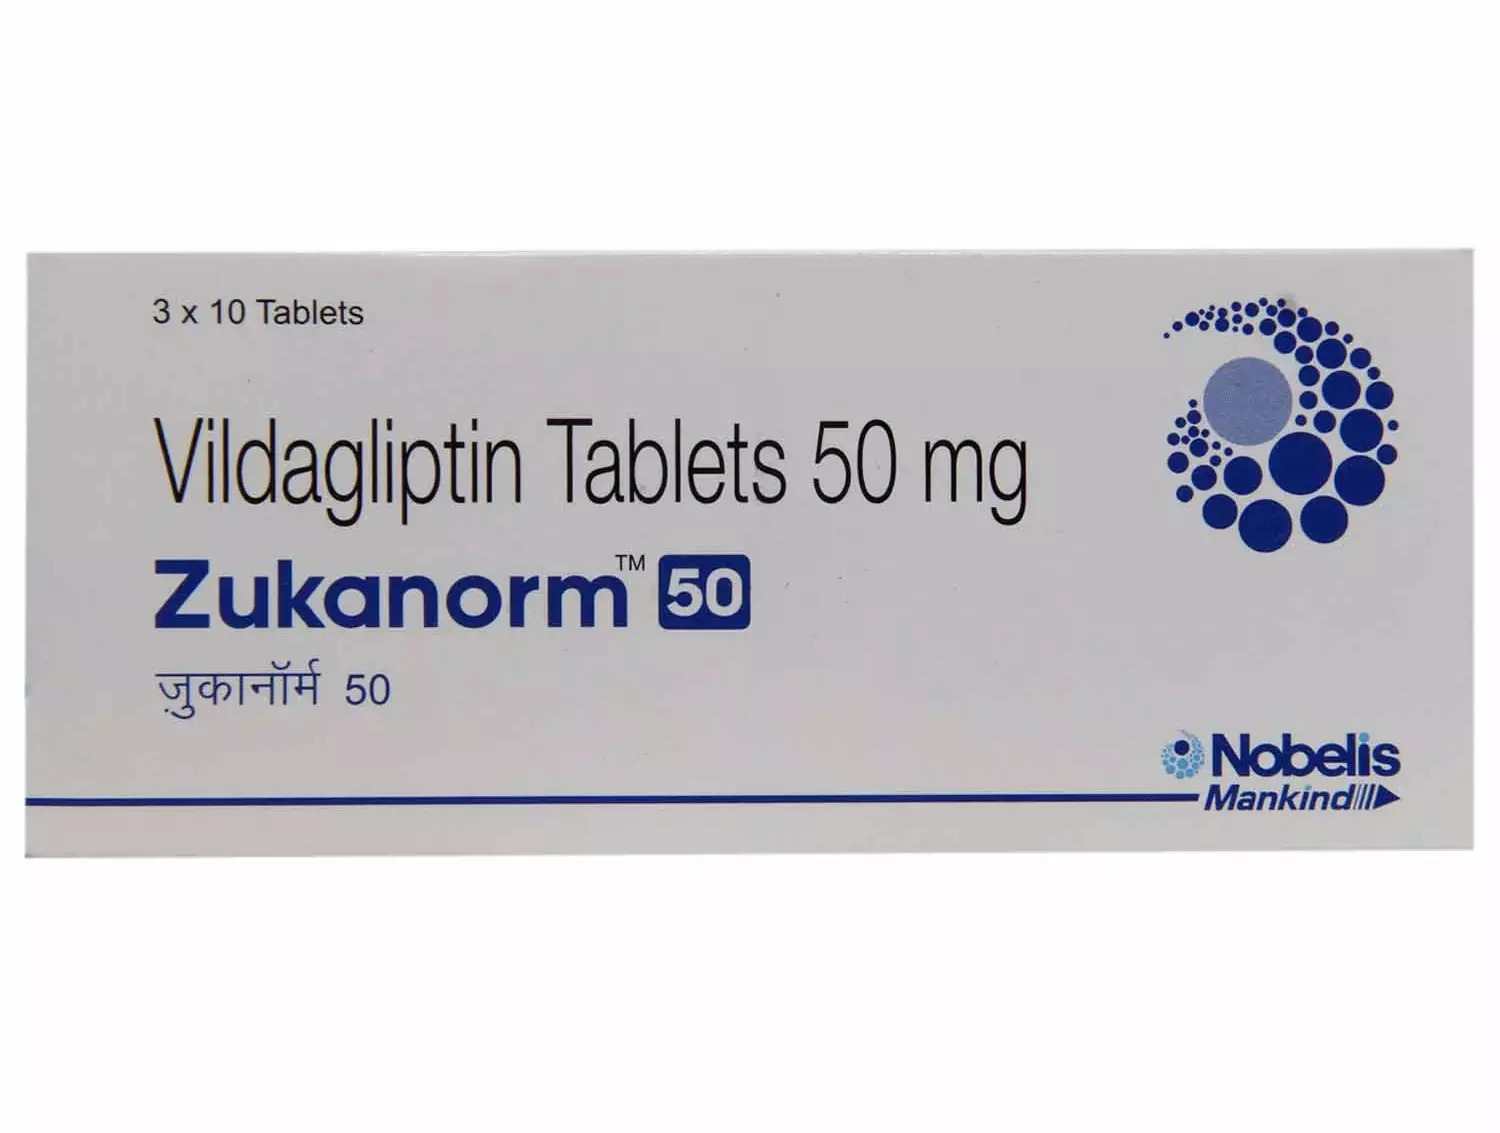 3 x 10 Tablets
Vildagliptin Tablets 50 mg
Zukanorm™ 50
ज़ुकानॉर्म 50
Nobelis
Mankind